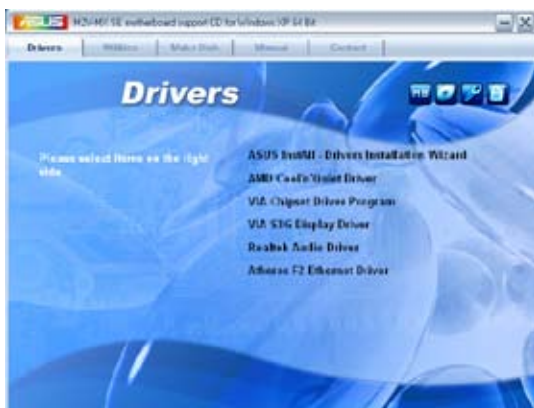 ASUS M2V-MX SE motherboard support CD for Windows XP 64 Bit
Drivers Utilities Make Disk Manual Contact
Drivers
Please select items on the right side
ASUS InstAll - Drivers Installation Wizard
AMD Cool'n'Quiet Driver
VIA Chipset Driver Program
VIA S3G Display Driver
Realtek Audio Driver
Ethernet Driver